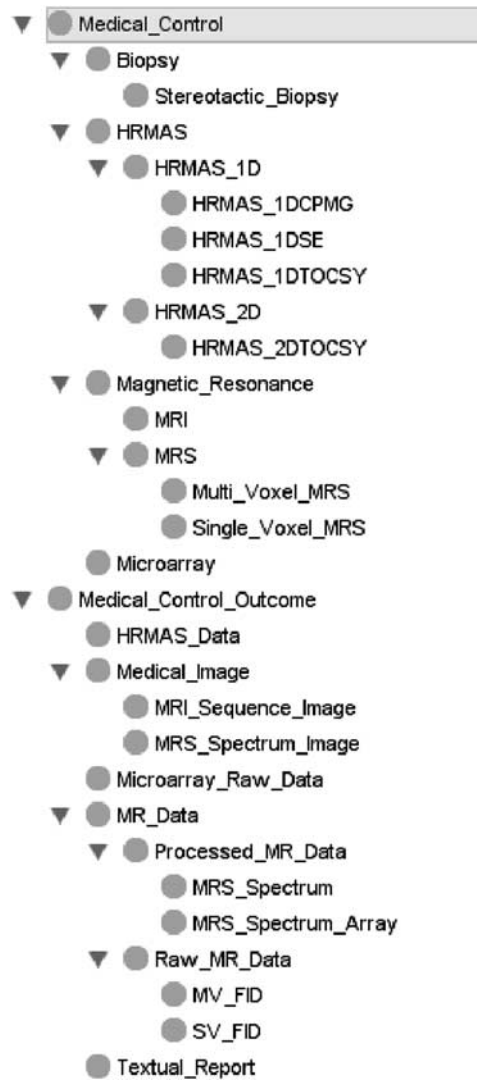 Medical_Control
Biopsy
Stereotactic_Biopsy
HRMAS
HRMAS_1D
HRMAS_1DCPMG
HRMAS_1DSE
HRMAS_1DTOCSY
HRMAS_2D
HRMAS_2DTOCSY
Magnetic_Resonance
MRI
MRS
Multi_Voxel_MRS
Single_Voxel_MRS
Microarray
Medical_Control_Outcome
HRMAS_Data
Medical_Image
MRI_Sequence_Image
MRS_Spectrum_Image
Microarray_Raw_Data
MR_Data
Processed_MR_Data
MRS_Spectrum
MRS_Spectrum_Array
Raw_MR_Data
MV_FID
SV_FID
Textual_Report